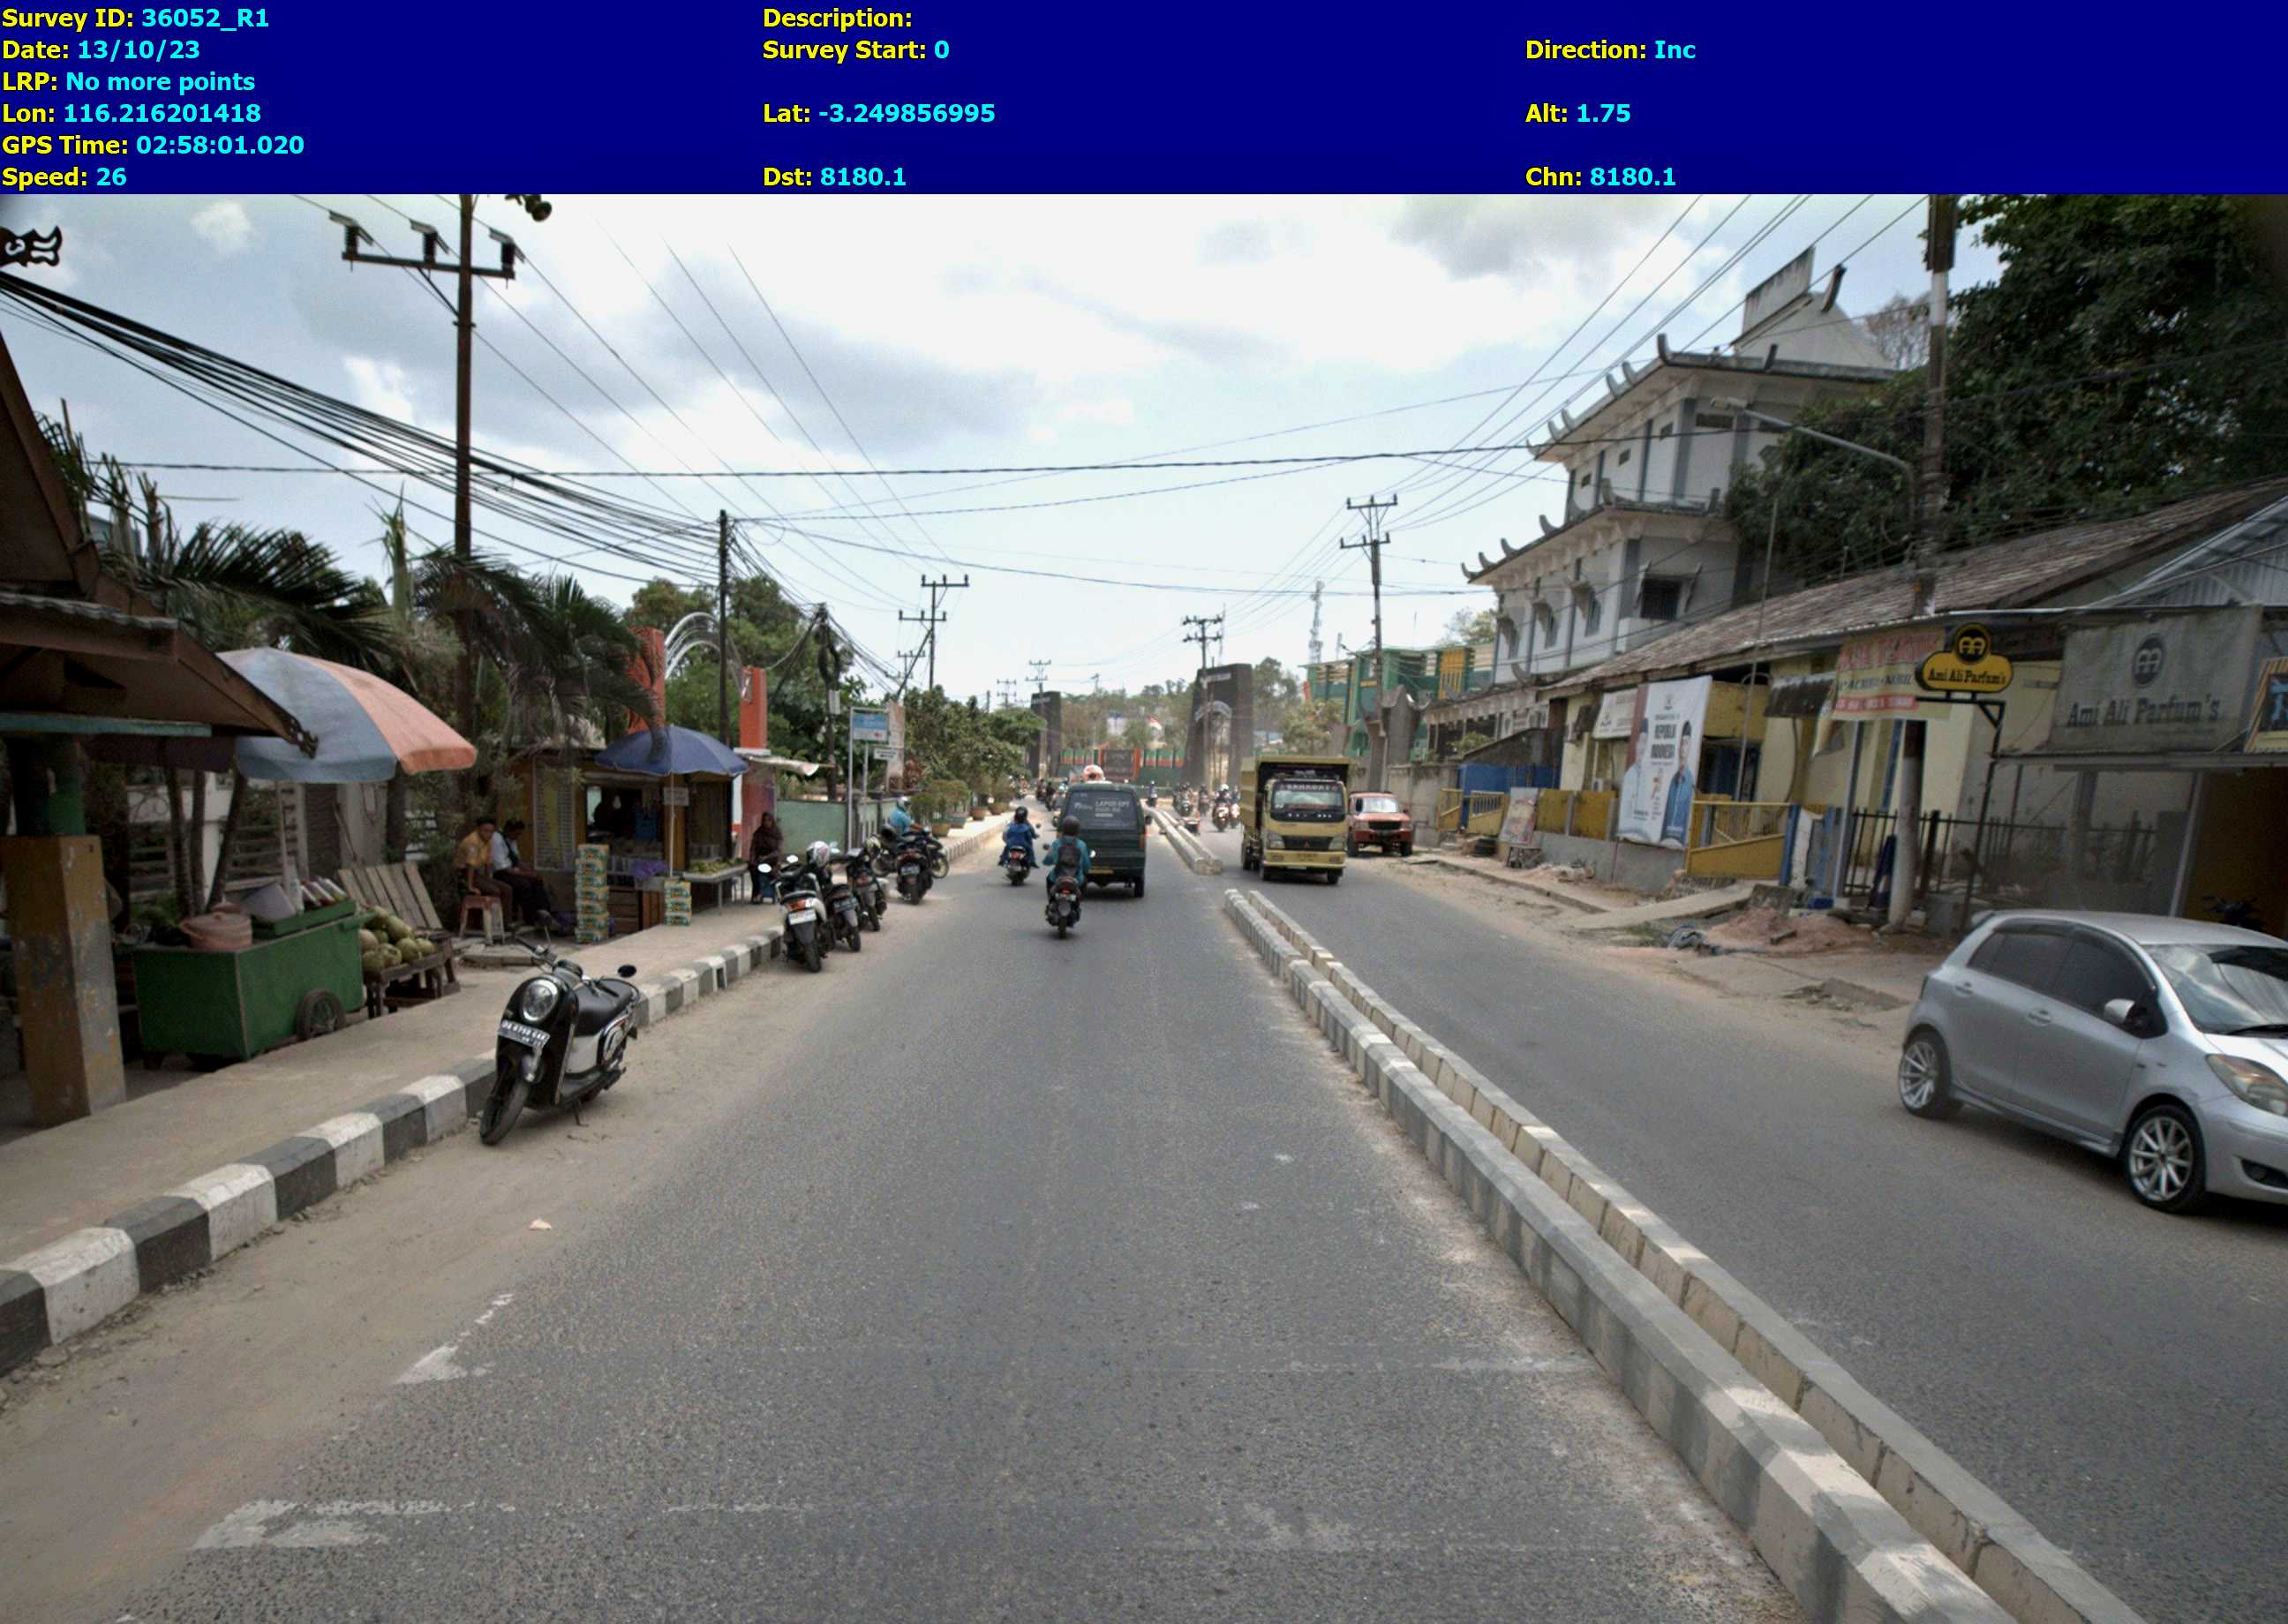 Survey ID: 36052_R1
Description:
Date: 13/10/23
Survey Start: 0
Direction: Inc
LRP: No more points
Lon: 116.216201418
Lat: -3.249856995
Alt: 1.75
GPS Time: 02:58:01.020
Speed: 26
Dst: 8180.1
Chn: 8180.1
Ami Ali Parfum's
Ami Ali Parfum's
REPUBLIK
INDONESIA